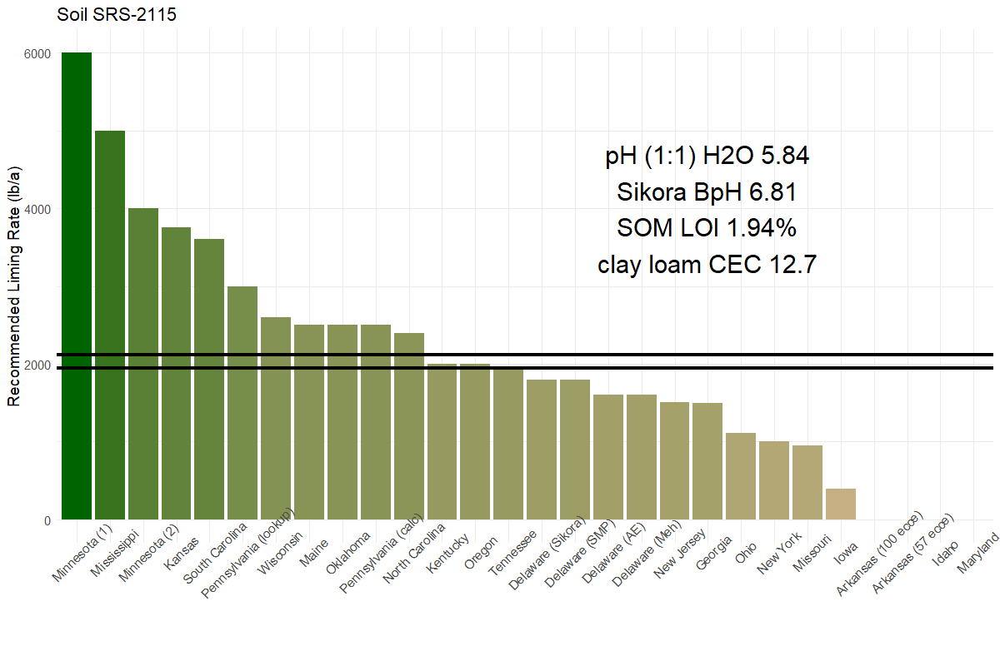 Soil SRS-2115
Recommended Liming Rate (lb/a)
6000
4000
2000
0
pH (1:1) H2O 5.84
Sikora BpH 6.81
SOM LOI 1.94%
clay loam CEC 12.7
Minnesota (1)
Mississippi
Minnesota (2)
Kansas
South Carolina
Pennsylvania (lookup)
Wisconsin
Maine
Oklahoma
Pennsylvania (calc)
North Carolina
Kentucky
Oregon
Tennessee
Delaware (Sikora)
Delaware (SMP)
Delaware (AE)
Delaware (Meh)
New Jersey
Georgia
Ohio
New York
Missouri
Iowa
Arkansas (100 ecce)
Arkansas (57 ecce)
Idaho
Maryland